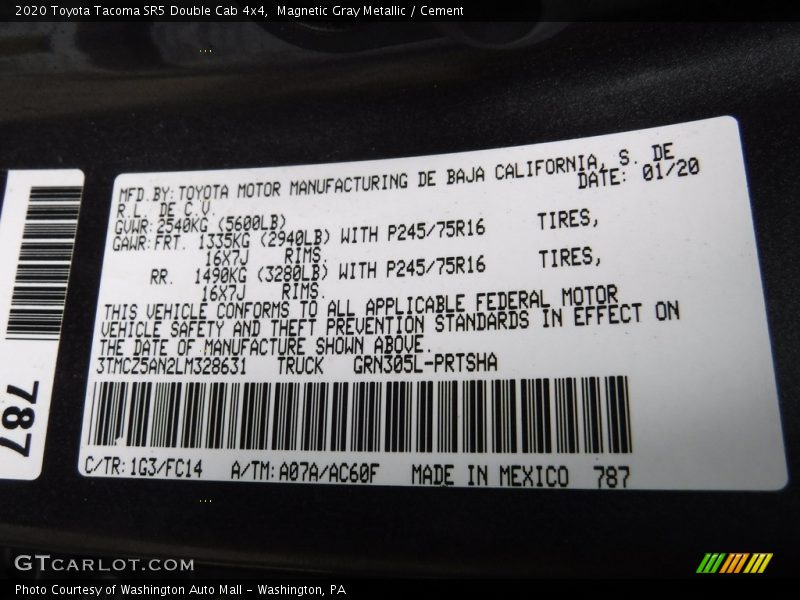 2020 Toyota Tacoma SR5 Double Cab 4x4,  Magnetic Gray Metallic / Cement
MFD.BY:TOYOTA MOTOR MANUFACTURING DE BAJA CALIFORNIA, S. DE
R.L. DE C.V.    DATE: 01/20
GVWR:2540KG (5600LB)
GAWR:FRT. 1335KG (2940LB) WITH P245/75R16    TIRES,
16X7J    RIMS.
RR. 1490KG (3280LB) WITH P245/75R16    TIRES,
16X7J    RIMS.
THIS VEHICLE CONFORMS TO ALL APPLICABLE FEDERAL MOTOR
VEHICLE SAFETY AND THEFT PREVENTION STANDARDS IN EFFECT ON
THE DATE OF MANUFACTURE SHOWN ABOVE.
3TMCZ5AN2LM328631    TRUCK    GRN305L-PRTSHA
C/TR:1G3/FC14    A/TM:A07A/AC60F    MADE IN MEXICO    787
787
GTCARLOT.COM
Photo Courtesy of Washington Auto Mall - Washington, PA